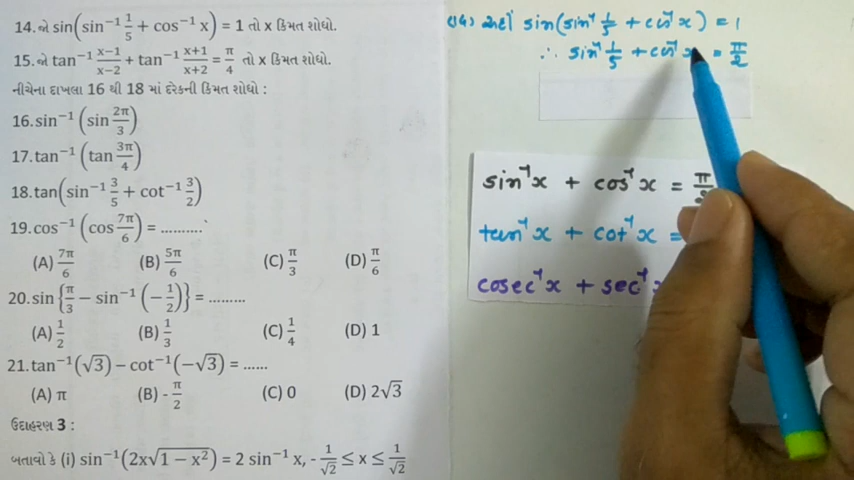 14. જો sin(sin⁻¹ 1/5 + cos⁻¹ x) = 1 તો x કિંમત શોધો.
15. જો tan⁻¹ (x−1)/(x−2) + tan⁻¹ (x+1)/(x+2) = π/4 તો x કિંમત શોધો.
નીચેના દાખલા 16 થી 18 માં દરેકની કિંમત શોધો :
16. sin⁻¹ (sin 2π/3)
17. tan⁻¹ (tan 3π/4)
18. tan(sin⁻¹ 3/5 + cot⁻¹ 3/2)
19. cos⁻¹ (cos 7π/6) = ..........
(A) 7π/6 (B) 5π/6 (C) π/3 (D) π/6
20. sin {π/3 − sin⁻¹ (−1/2)} = .........
(A) 1/2 (B) 1/3 (C) 1/4 (D) 1
21. tan⁻¹(√3) − cot⁻¹(−√3) = ......
(A) π (B) -π/2 (C) 0 (D) 2√3
ઉદાહરણ 3 :
બતાવો કે (i) sin⁻¹(2x√(1 − x²)) = 2 sin⁻¹ x, -1/√2 ≤ x ≤ 1/√2
(14) અહીં sin(sin⁻¹ 1/5 + cos⁻¹ x) = 1
∴ sin⁻¹ 1/5 + cos⁻¹ x = π/2
sin⁻¹ x + cos⁻¹ x = π
tan⁻¹ x + cot⁻¹ x =
cosec⁻¹ x + sec⁻¹